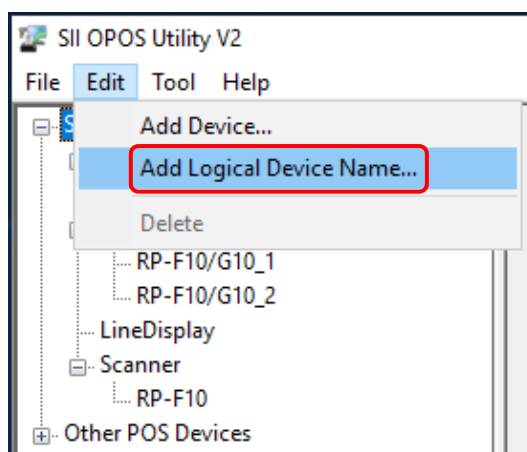 SII OPOS Utility V2
File Edit Tool Help
Add Device...
Add Logical Device Name...
Delete
RP-F10/G10_1
RP-F10/G10_2
LineDisplay
Scanner
RP-F10
Other POS Devices